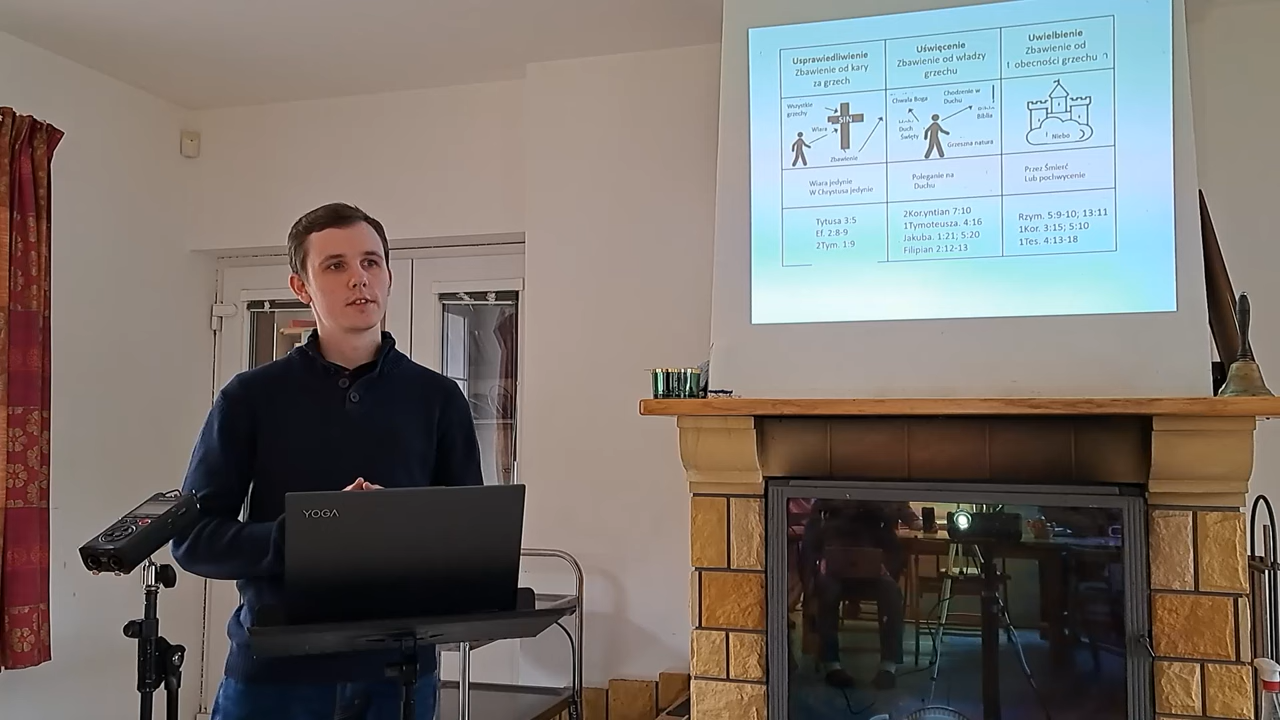 Usprawiedliwienie
Zbawienie od kary
za grzech
Uświęcenie
Zbawienie od władzy
grzechu
Uwielbienie
Zbawienie od
obecności grzechu
Wszystkie
grzechy
Wiara
SIN
Zbawienie
Chwała Boga
Chodzenie w
Duchu
Biblia
Duch
Święty
Grzeszna natura
Niebo
Wiara jedynie
W Chrystusa jedynie
Poleganie na
Duchu
Przez Śmierć
Lub pochwycenie
Tytusa 3:5
Ef. 2:8-9
2Tym. 1:9
2Kor.yntian 7:10
1Tymoteusza. 4:16
Jakuba. 1:21; 5:20
Filipian 2:12-13
Rzym. 5:9-10; 13:11
1Kor. 3:15; 5:10
1Tes. 4:13-18
YOGA